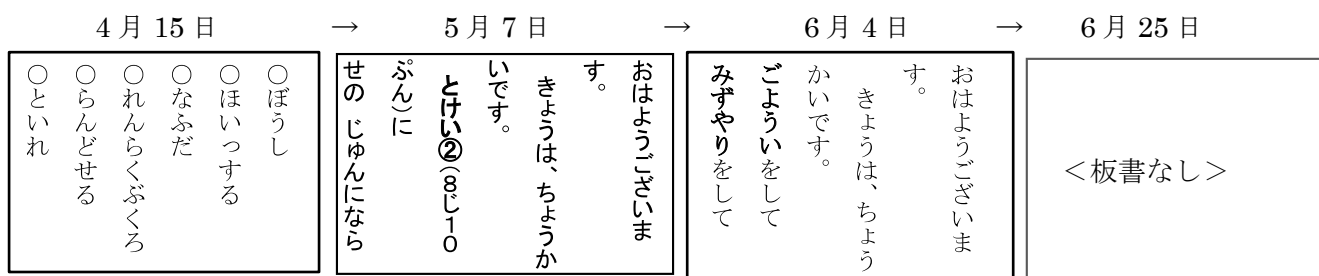 4月15日 → 5月7日 → 6月4日 → 6月25日
○ぼうし
○ほいっする
○なふだ
○れんらくぶくろ
○らんどせる
○といれ
おはようございま
す。
きょうは、ちょうか
いです。
とけい②(8じ10
ぷん)に
せの じゅんになら
おはようございま
す。
きょうは、ちょう
かいです。
ごよういをして
みずやりをして
<板書なし>